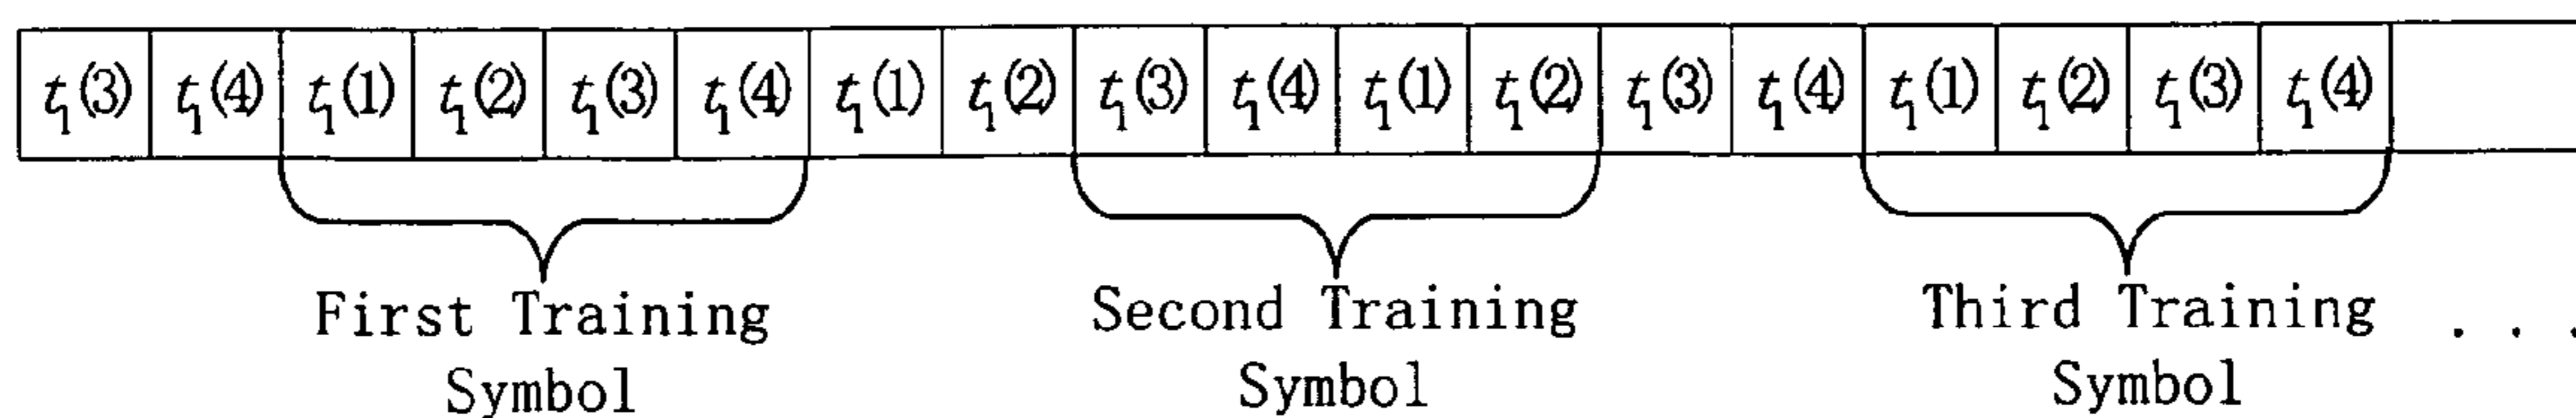 t₁(3) t₁(4) t₁(1) t₁(2) t₁(3) t₁(4) t₁(1) t₁(2) t₁(3) t₁(4) t₁(1) t₁(2) t₁(3) t₁(4) t₁(1) t₁(2) t₁(3) t₁(4)
First Training Second Training Third Training . . .
Symbol Symbol Symbol